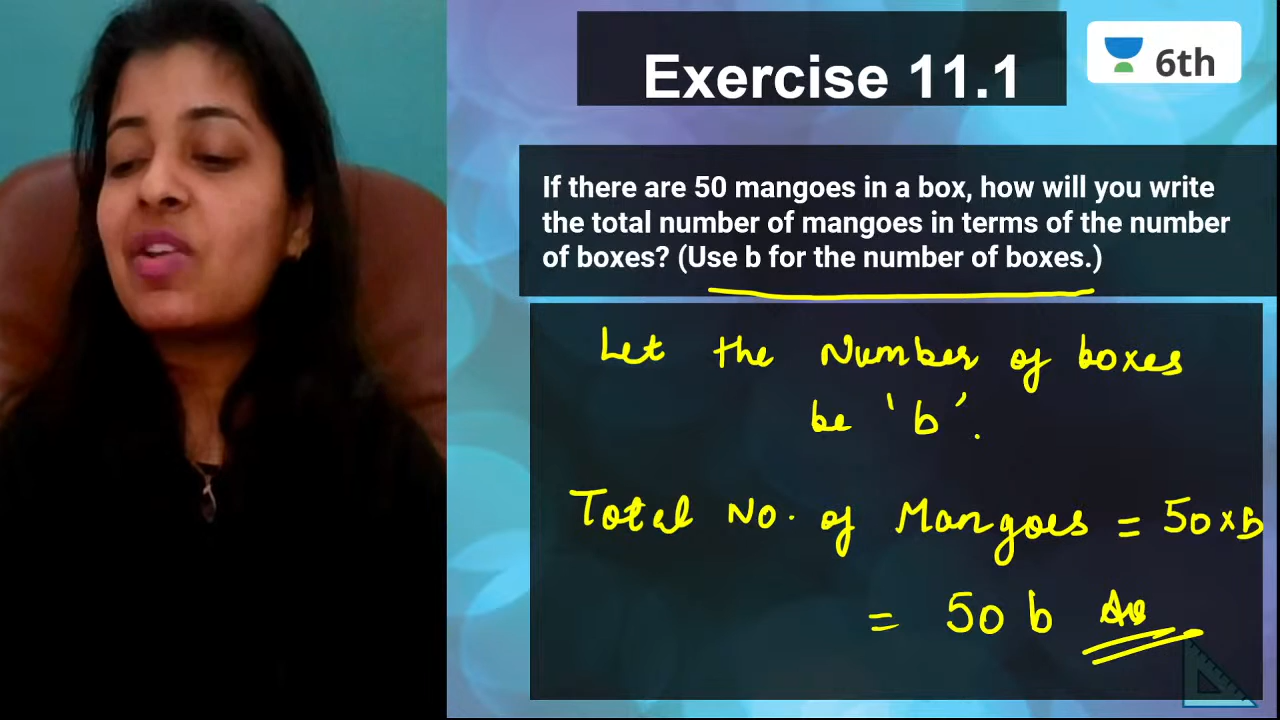 Exercise 11.1
6th
If there are 50 mangoes in a box, how will you write
the total number of mangoes in terms of the number
of boxes? (Use b for the number of boxes.)
Let the Number of boxes
be 'b'.
Total No. of Mangoes = 50 × b
= 50 b Ans